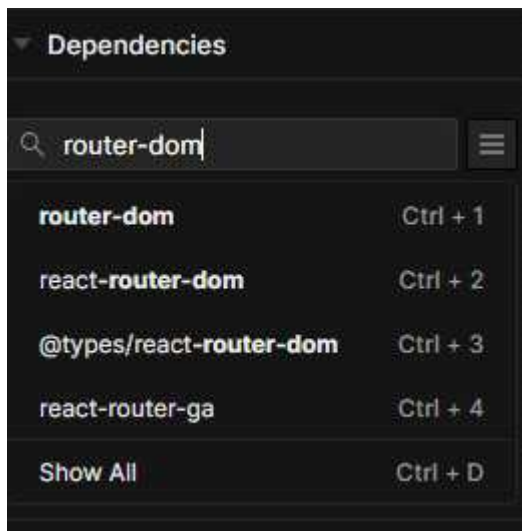 Dependencies
router-dom
router-dom Ctrl + 1
react-router-dom Ctrl + 2
@types/react-router-dom Ctrl + 3
react-router-ga Ctrl + 4
Show All Ctrl + D